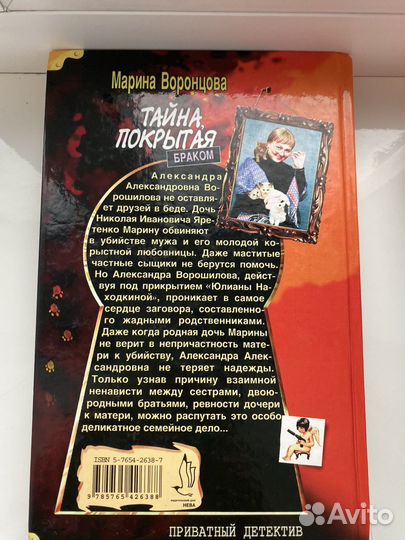 Марина Воронцова
ТАЙНА,
ПОКРЫТАЯ
БРАКОМ
Александра
Александровна Во-
рошилова не оставля-
ет друзей в беде. Дочь
Николая Ивановича Яре-
тенко Марину обвиняют
в убийстве мужа и его молодой ко-
рыстной любовницы. Даже маститые
частные сыщики не берутся помочь.
Но Александра Ворошилова, дейст-
вуя под прикрытием «Юлианы На-
ходкиной», проникает в самое
сердце заговора, составленно-
го жадными родственниками.
Даже когда родная дочь Марины
не верит в непричастность мате-
ри к убийству, Александра Алек-
сандровна не теряет надежды.
Только узнав причину взаимной
ненависти между сестрами, двою-
родными братьями, ревности дочери
к матери, можно распутать это особо
деликатное семейное дело...
ISBN 5-7654-2638-7
9 785765 426388
ИЗДАТЕЛЬСКИЙ ДОМ
НЕВА
ПРИВАТНЫЙ ДЕТЕКТИВ
Avito